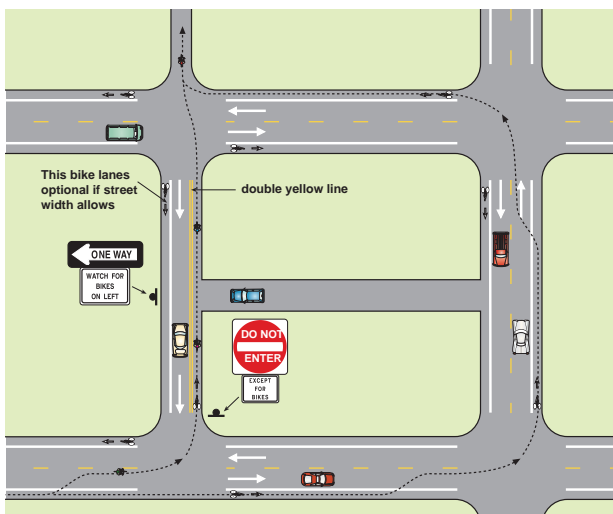 This bike lanes
optional if street
width allows
double yellow line
ONE WAY
WATCH FOR
BIKES
ON LEFT
DO NOT
ENTER
EXCEPT
FOR
BIKES